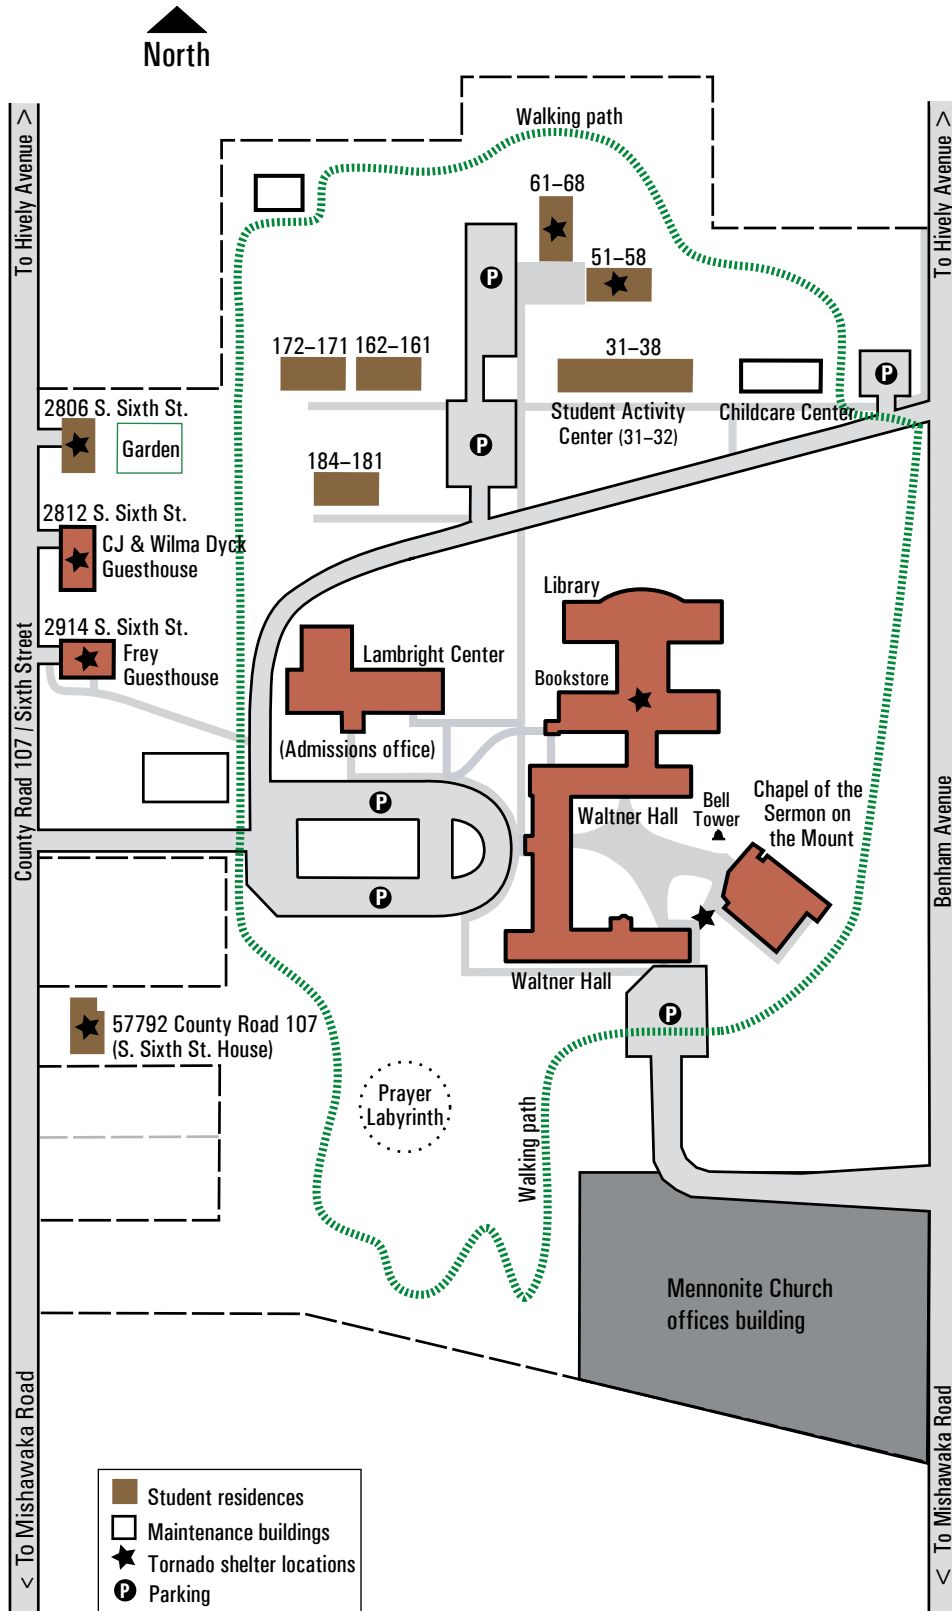 North
To Hively Avenue >
To Hively Avenue >
Walking path
61–68
51–58
P
172–171
162–161
31–38
P
2806 S. Sixth St.
Garden
Student Activity
Center (31–32)
Childcare Center
P
184–181
2812 S. Sixth St.
CJ & Wilma Dyck
Guesthouse
Library
2914 S. Sixth St.
Frey
Guesthouse
Lambright Center
Bookstore
(Admissions office)
County Road 107 / Sixth Street
P
Waltner Hall
Bell
Tower
Chapel of the
Sermon on
the Mount
Benham Avenue
P
Waltner Hall
P
57792 County Road 107
(S. Sixth St. House)
Prayer
Labyrinth
Walking path
Mennonite Church
offices building
< To Mishawaka Road
< To Mishawaka Road
Student residences
Maintenance buildings
Tornado shelter locations
P Parking